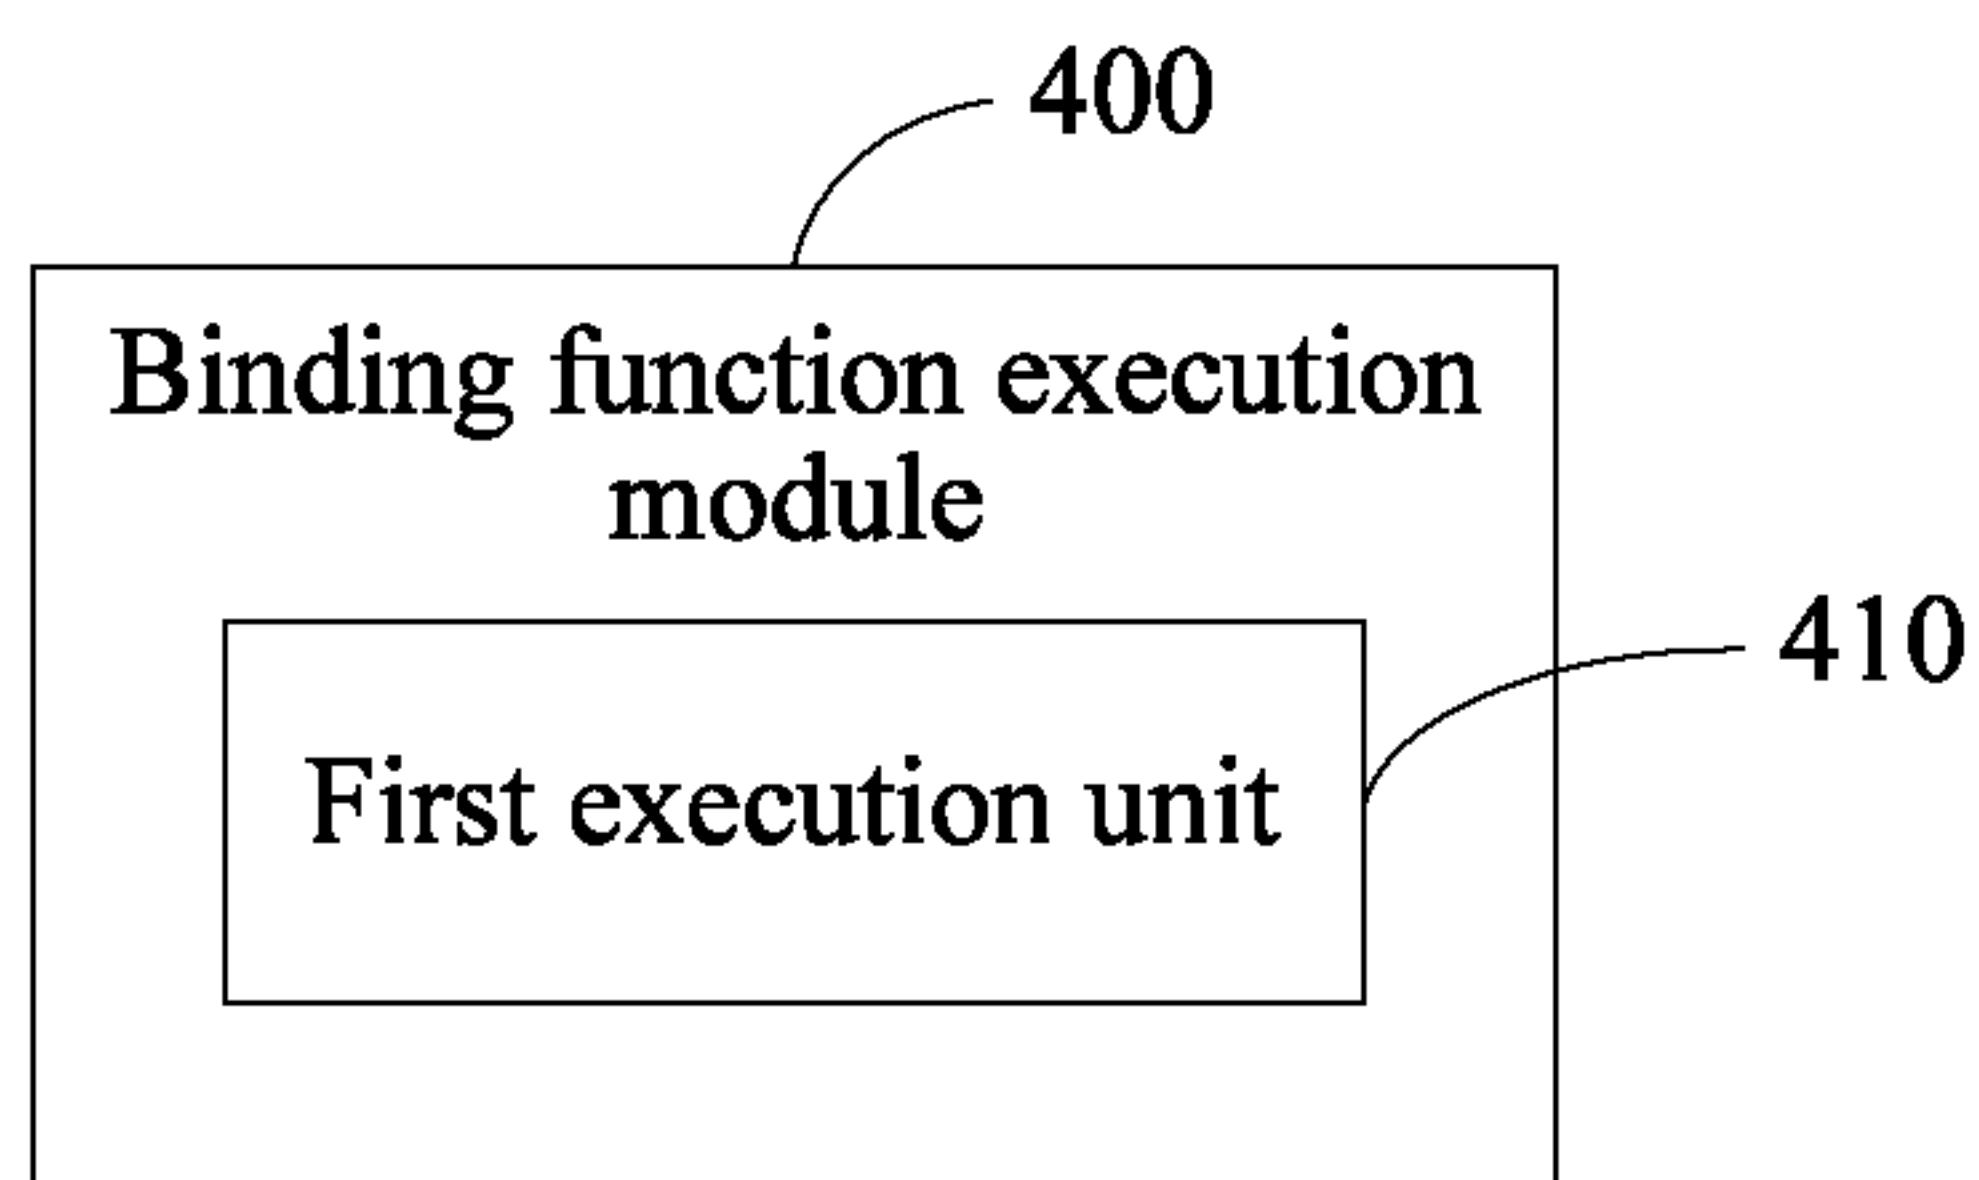 400
Binding function execution
module
410
First execution unit